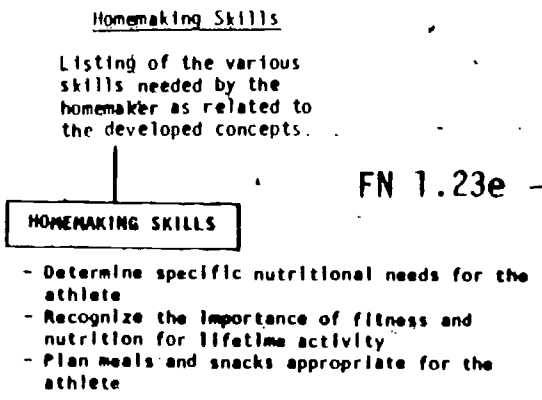 Homemaking Skills
Listing of the various
skills needed by the
homemaker as related to
the developed concepts.
FN 1.23e -
HOMEMAKING SKILLS
- Determine specific nutritional needs for the
athlete
- Recognize the importance of fitness and
nutrition for lifetime activity
- Plan meals and snacks appropriate for the
athlete